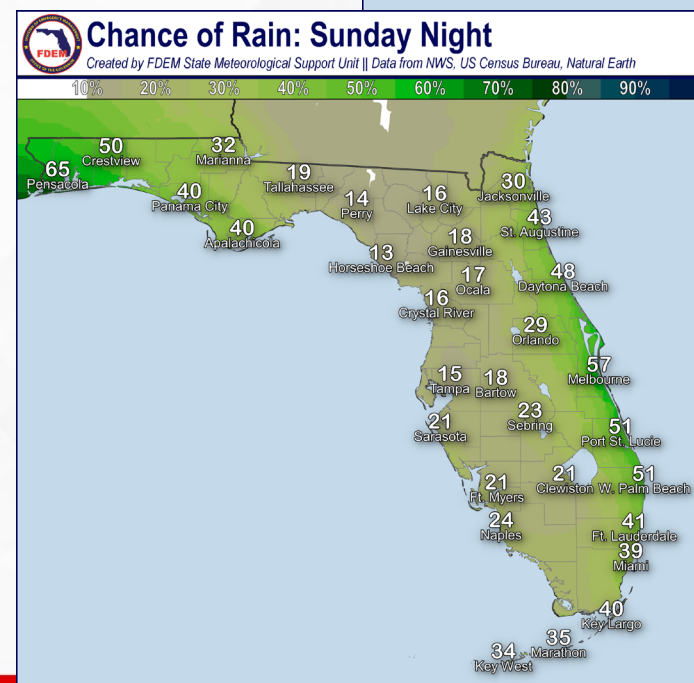 FDEM
Chance of Rain: Sunday Night
Created by FDEM State Meteorological Support Unit || Data from NWS, US Census Bureau, Natural Earth
10% 20% 30% 40% 50% 60% 70% 80% 90%
50
Crestview
32
Marianna
65
Pensacola
19
Tallahassee
40
Panama City
14
Perry
16
Lake City
30
Jacksonville
43
St. Augustine
40
Apalachicola
18
Gainesville
13
Horseshoe Beach
17
Ocala
48
Daytona Beach
16
Crystal River
29
Orlando
57
Melbourne
15
Tampa
18
Bartow
23
Sebring
21
Sarasota
51
Port St. Lucie
21
Ft. Myers
21
Clewiston
51
W. Palm Beach
24
Naples
41
Ft. Lauderdale
39
Miami
40
Key Largo
35
Marathon
34
Key West